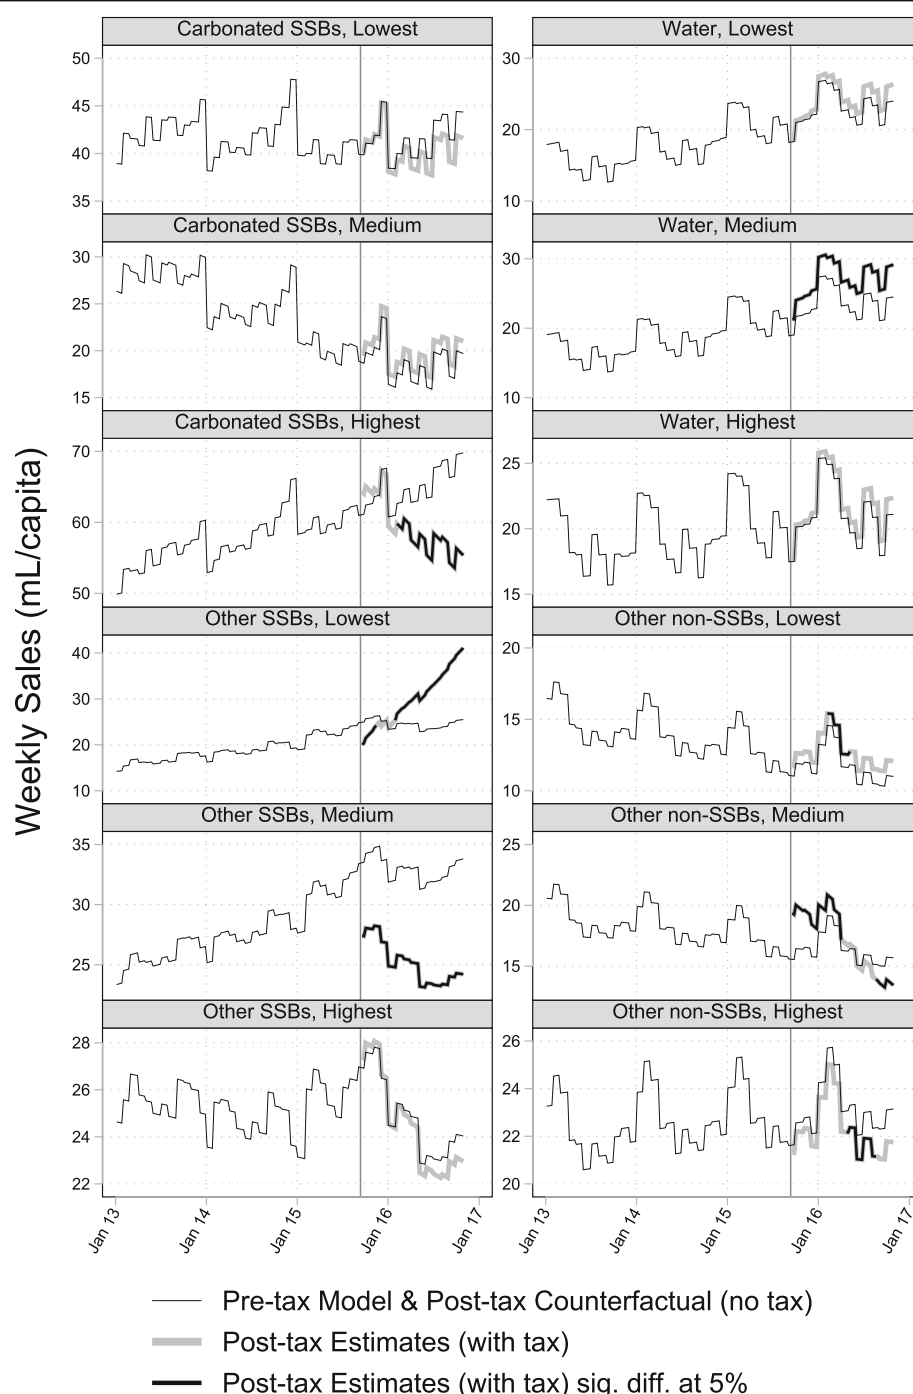 Weekly Sales (mL/capita)
Carbonated SSBs, Lowest
50
45
40
35
Water, Lowest
30
20
10
Carbonated SSBs, Medium
30
25
20
15
Water, Medium
30
20
10
Carbonated SSBs, Highest
70
60
50
Water, Highest
25
20
15
Other SSBs, Lowest
40
30
20
10
Other non-SSBs, Lowest
20
15
10
Other SSBs, Medium
35
30
25
Other non-SSBs, Medium
25
20
15
Other SSBs, Highest
28
26
24
22
Other non-SSBs, Highest
26
24
22
20
Jan 13 Jan 14 Jan 15 Jan 16 Jan 17
Jan 13 Jan 14 Jan 15 Jan 16 Jan 17
Pre-tax Model & Post-tax Counterfactual (no tax)
Post-tax Estimates (with tax)
Post-tax Estimates (with tax) sig. diff. at 5%